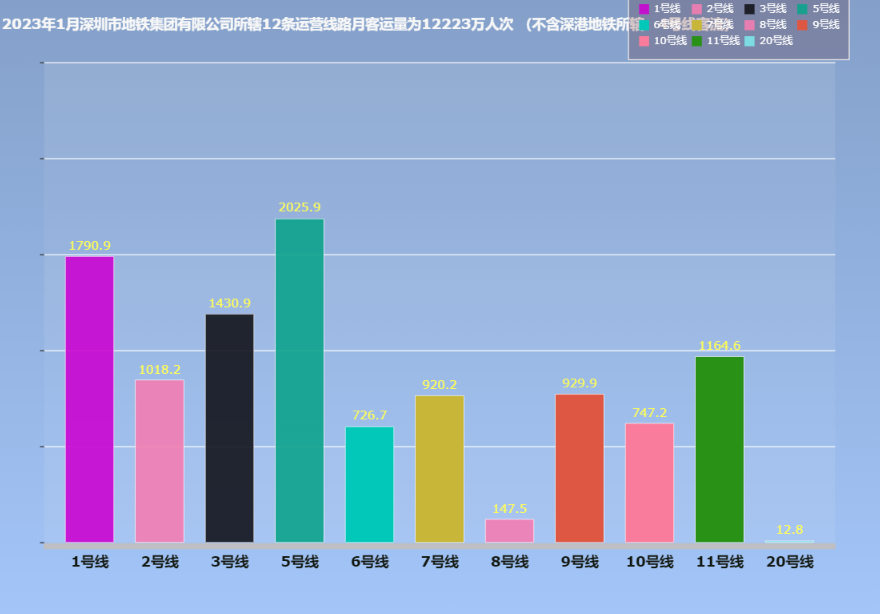 2023年1月深圳市地铁集团有限公司所辖12条运营线路月客运量为12223万人次 (不含深港地铁所辖
1号线 2号线 3号线 5号线
6号线 7号线 8号线 9号线
10号线 11号线 20号线
2025.9
1790.9
1430.9
1164.6
1018.2
920.2 929.9
726.7 747.2
147.5
12.8
1号线 2号线 3号线 5号线 6号线 7号线 8号线 9号线 10号线 11号线 20号线